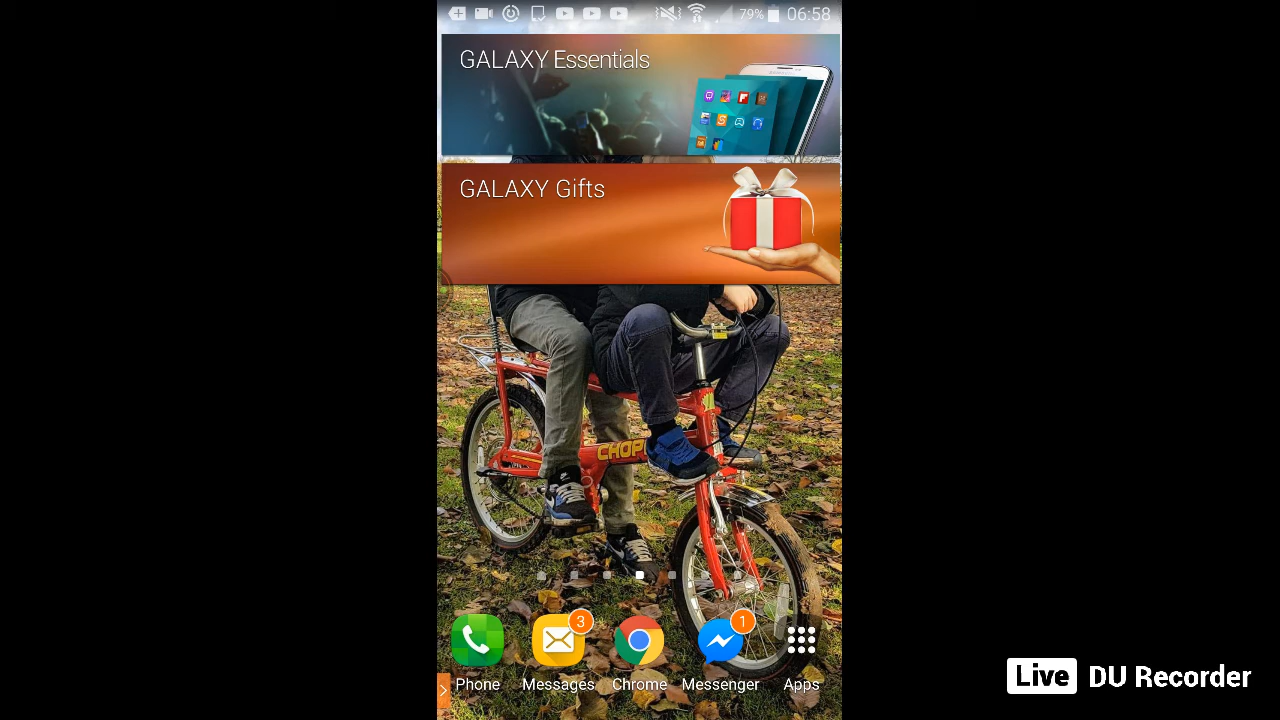 79% 06:58
GALAXY Essentials
GALAXY Gifts
CHOP
3
1
Phone
Messages
Chrome
Messenger
Apps
Live DU Recorder